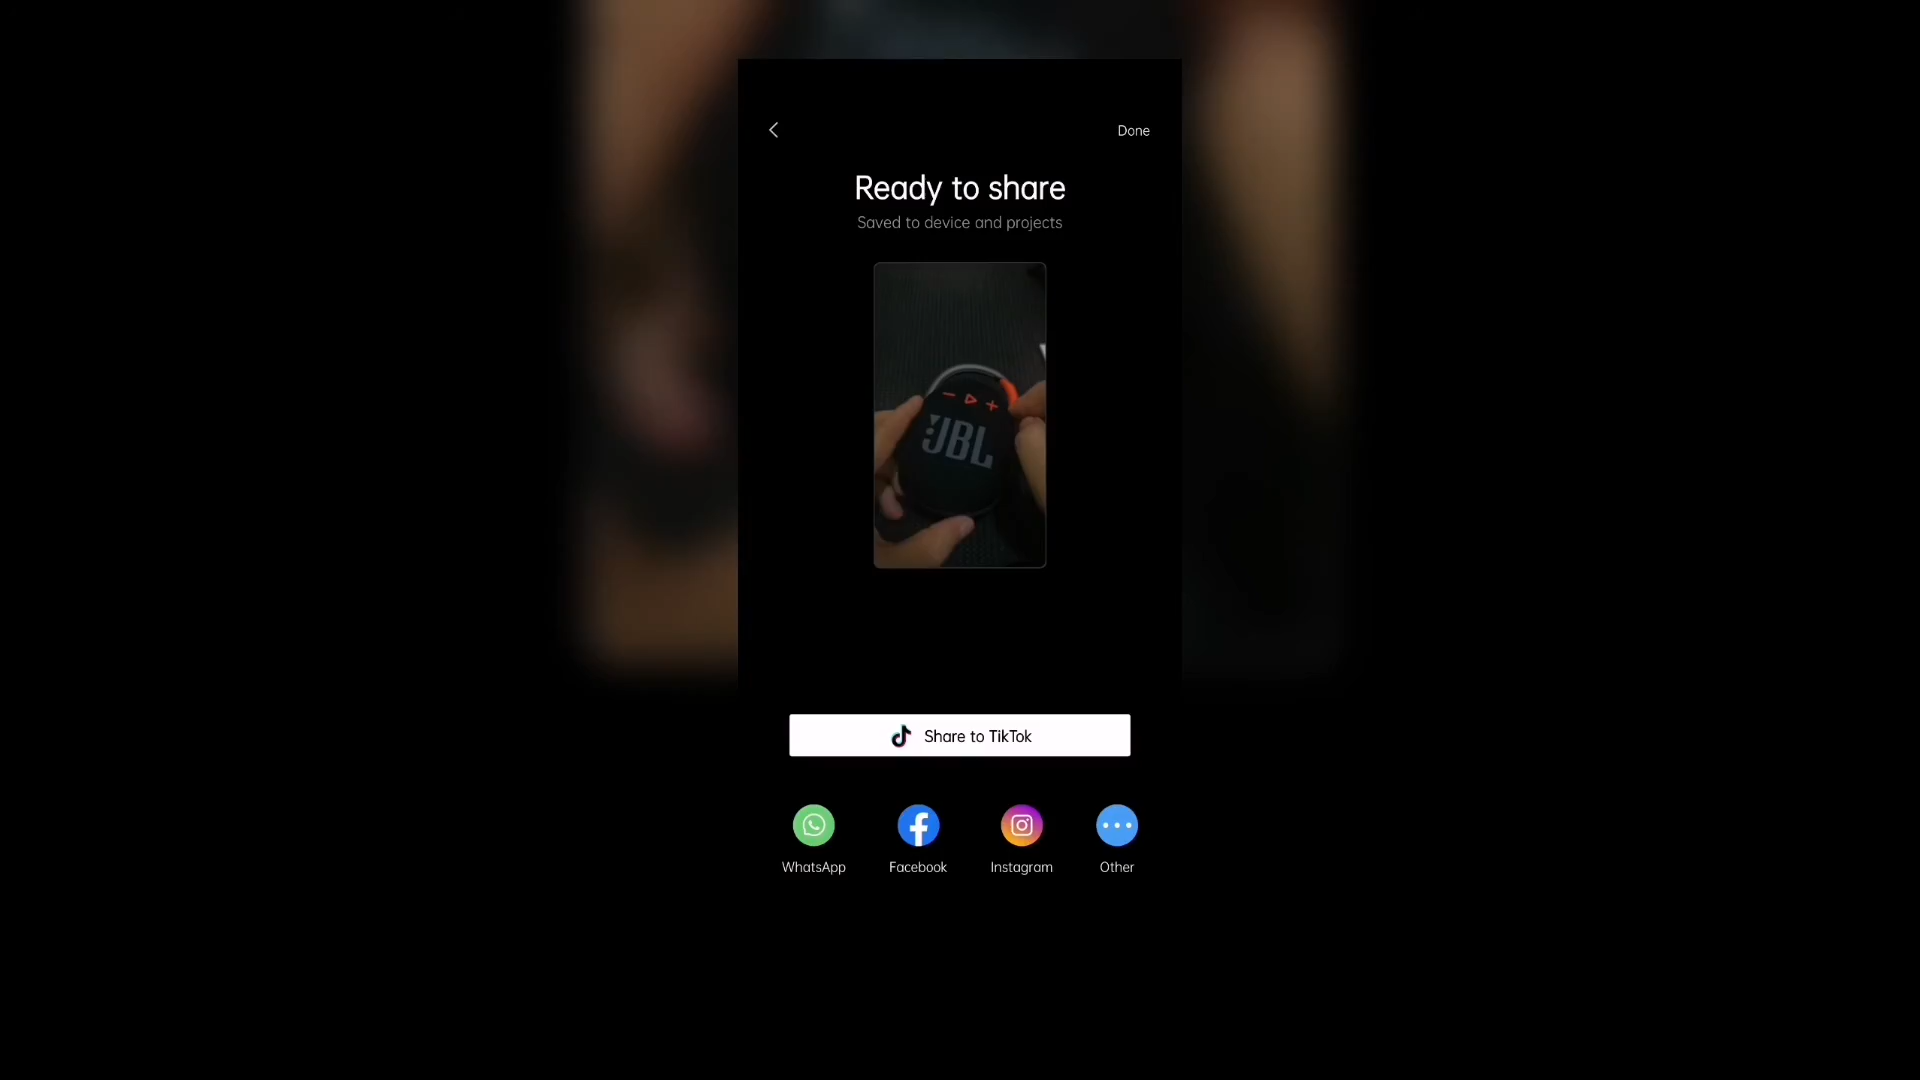 Done
Ready to share
Saved to device and projects
JBL
Share to TikTok
WhatsApp
Facebook
Instagram
Other